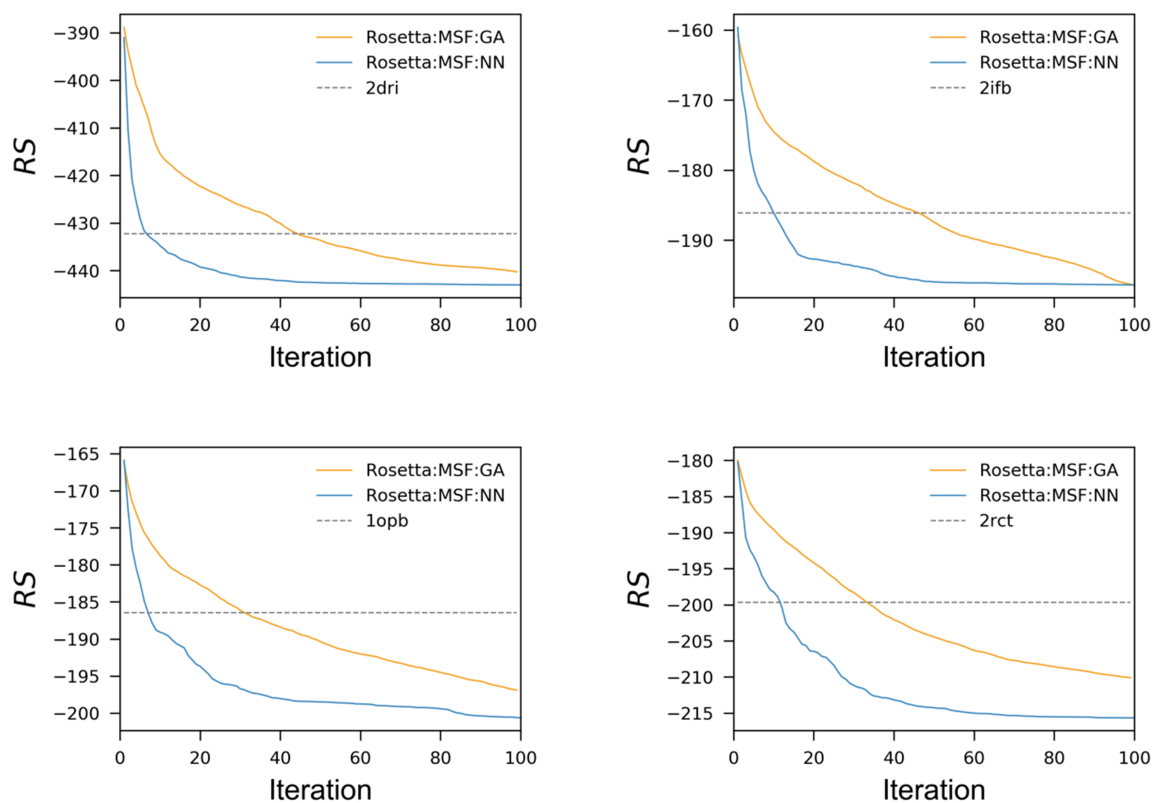 −390
−400
−410
−420
−430
−440
RS
0 20 40 60 80 100
Iteration
Rosetta:MSF:GA
Rosetta:MSF:NN
2dri
−160
−170
−180
−190
RS
0 20 40 60 80 100
Iteration
Rosetta:MSF:GA
Rosetta:MSF:NN
2ifb
−165
−170
−175
−180
−185
−190
−195
−200
RS
0 20 40 60 80 100
Iteration
Rosetta:MSF:GA
Rosetta:MSF:NN
1opb
−180
−185
−190
−195
−200
−205
−210
−215
RS
0 20 40 60 80 100
Iteration
Rosetta:MSF:GA
Rosetta:MSF:NN
2rct